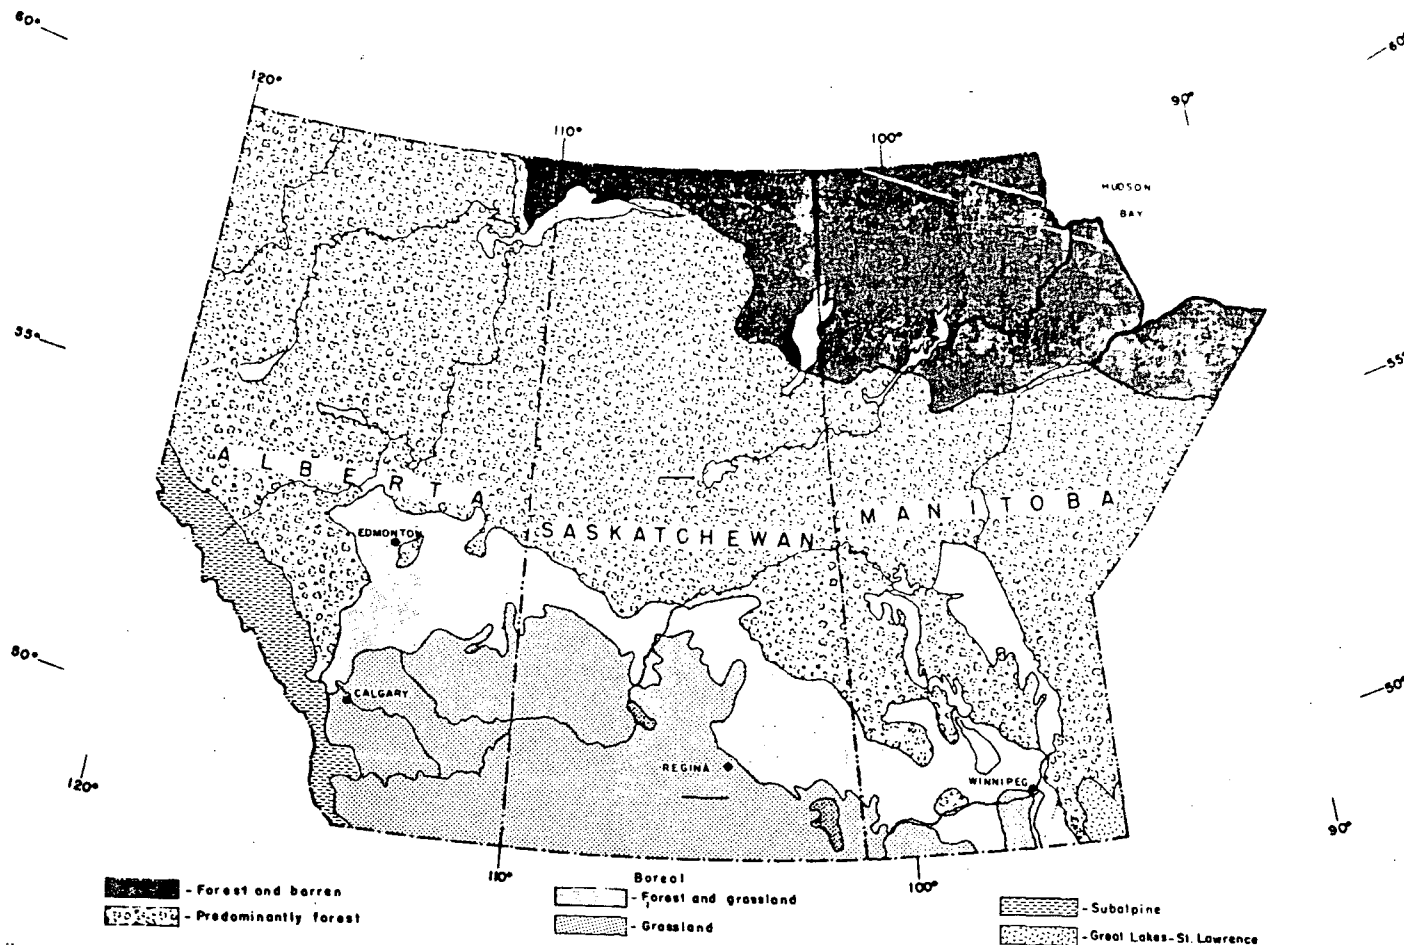 60°
60°
120°
90°
110°
100°
HUDSON
BAY
55°
55°
ALBERTA
MANITOBA
EDMONTON
SASKATCHEWAN
50°
50°
CALGARY
REGINA
WINNIPEG
120°
90°
110°
100°
Boreal
- Forest and barren
- Forest and grassland
- Subalpine
- Predominantly forest
- Grassland
- Great Lakes - St. Lawrence